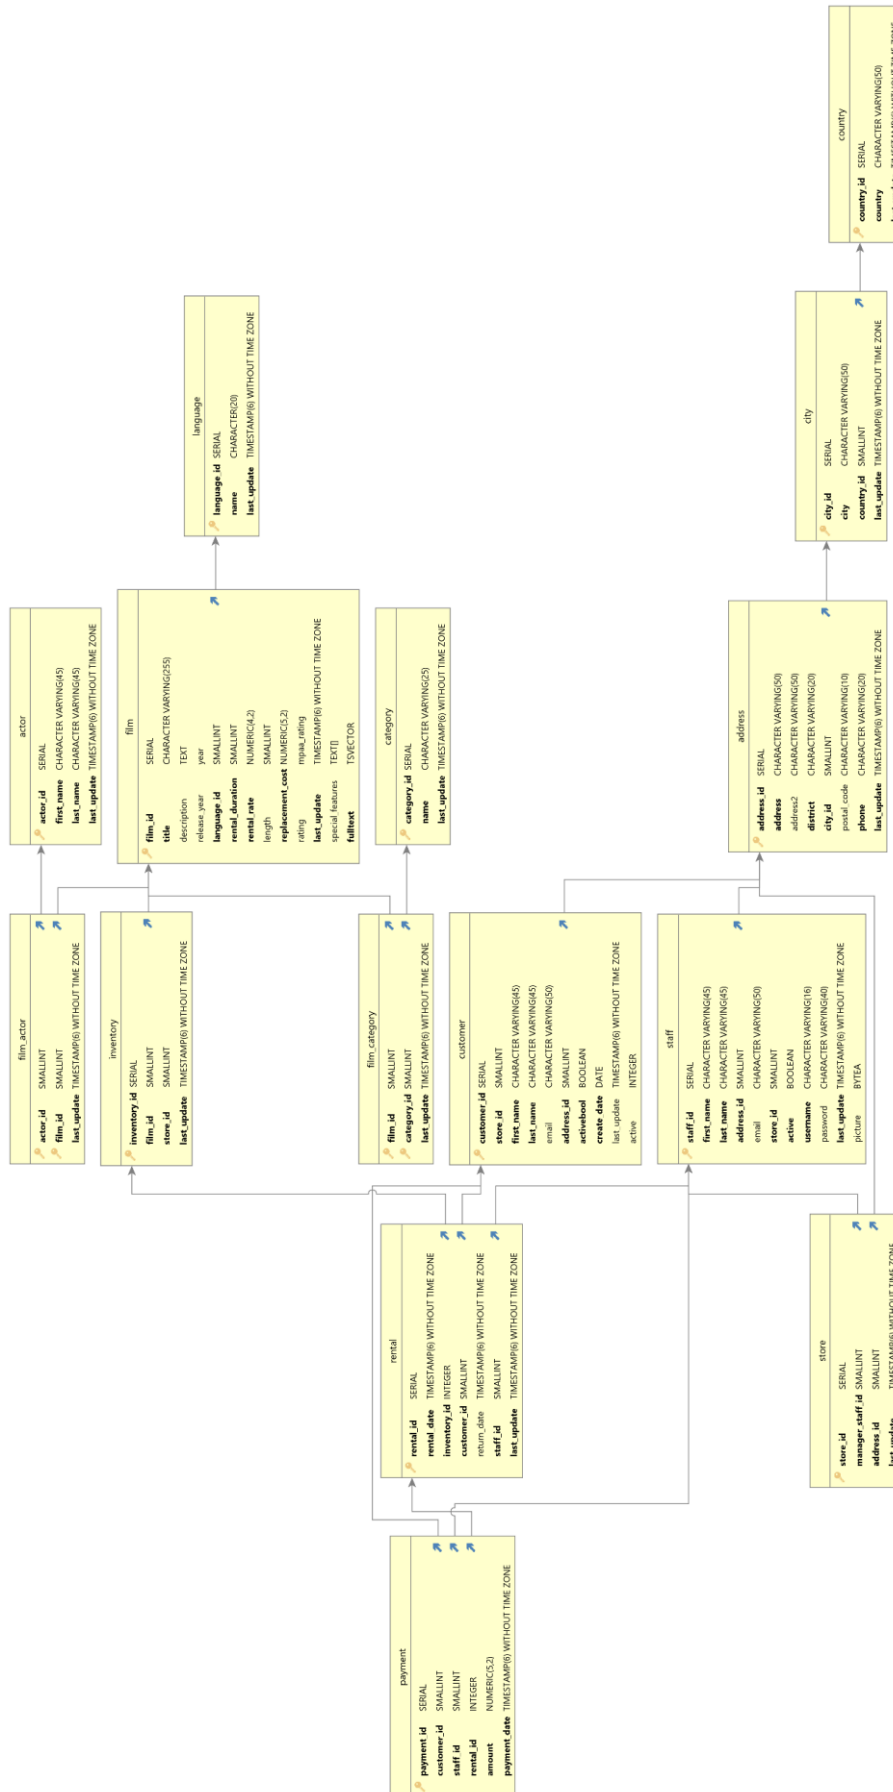 country
country_id SERIAL
country CHARACTER VARYING(50)
language
language_id SERIAL
name CHARACTER(20)
last_update TIMESTAMP(6) WITHOUT TIME ZONE
city
city_id SERIAL
city CHARACTER VARYING(50)
country_id SMALLINT
last_update TIMESTAMP(6) WITHOUT TIME ZONE
actor
actor_id SERIAL
first_name CHARACTER VARYING(45)
last_name CHARACTER VARYING(45)
last_update TIMESTAMP(6) WITHOUT TIME ZONE
film
film_id SERIAL
title CHARACTER VARYING(255)
description TEXT
release_year year
language_id SMALLINT
rental_duration SMALLINT
rental_rate NUMERIC(4,2)
length SMALLINT
replacement_cost NUMERIC(5,2)
rating mpaa_rating
last_update TIMESTAMP(6) WITHOUT TIME ZONE
special_features TEXT[]
fulltext TSVECTOR
category
category_id SERIAL
name CHARACTER VARYING(25)
last_update TIMESTAMP(6) WITHOUT TIME ZONE
address
address_id SERIAL
address CHARACTER VARYING(50)
address2 CHARACTER VARYING(50)
district CHARACTER VARYING(20)
city_id SMALLINT
postal_code CHARACTER VARYING(10)
phone CHARACTER VARYING(20)
last_update TIMESTAMP(6) WITHOUT TIME ZONE
film_actor
actor_id SMALLINT
film_id SMALLINT
last_update TIMESTAMP(6) WITHOUT TIME ZONE
inventory
inventory_id SERIAL
film_id SMALLINT
store_id SMALLINT
last_update TIMESTAMP(6) WITHOUT TIME ZONE
film_category
film_id SMALLINT
category_id SMALLINT
last_update TIMESTAMP(6) WITHOUT TIME ZONE
customer
customer_id SERIAL
store_id SMALLINT
first_name CHARACTER VARYING(45)
last_name CHARACTER VARYING(45)
email CHARACTER VARYING(50)
address_id SMALLINT
activebool BOOLEAN
create_date DATE
last_update TIMESTAMP(6) WITHOUT TIME ZONE
active INTEGER
staff
staff_id SERIAL
first_name CHARACTER VARYING(45)
last_name CHARACTER VARYING(45)
address_id SMALLINT
email CHARACTER VARYING(50)
store_id SMALLINT
active BOOLEAN
username CHARACTER VARYING(16)
password CHARACTER VARYING(40)
last_update TIMESTAMP(6) WITHOUT TIME ZONE
picture BYTEA
rental
rental_id SERIAL
rental_date TIMESTAMP(6) WITHOUT TIME ZONE
inventory_id INTEGER
customer_id SMALLINT
return_date TIMESTAMP(6) WITHOUT TIME ZONE
staff_id SMALLINT
last_update TIMESTAMP(6) WITHOUT TIME ZONE
store
store_id SERIAL
manager_staff_id SMALLINT
address_id SMALLINT
last_update TIMESTAMP(6) WITHOUT TIME ZONE
payment
payment_id SERIAL
customer_id SMALLINT
staff_id SMALLINT
rental_id INTEGER
amount NUMERIC(5,2)
payment_date TIMESTAMP(6) WITHOUT TIME ZONE